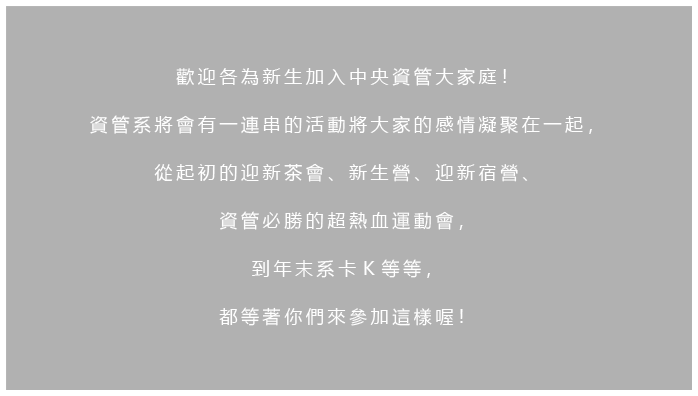 歡迎各為新生加入中央資管大家庭！
資管系將會有一連串的活動將大家的感情凝聚在一起，
從起初的迎新茶會、新生營、迎新宿營、
資管必勝的超熱血運動會，
到年末系卡K等等，
都等著你們來參加這樣喔！